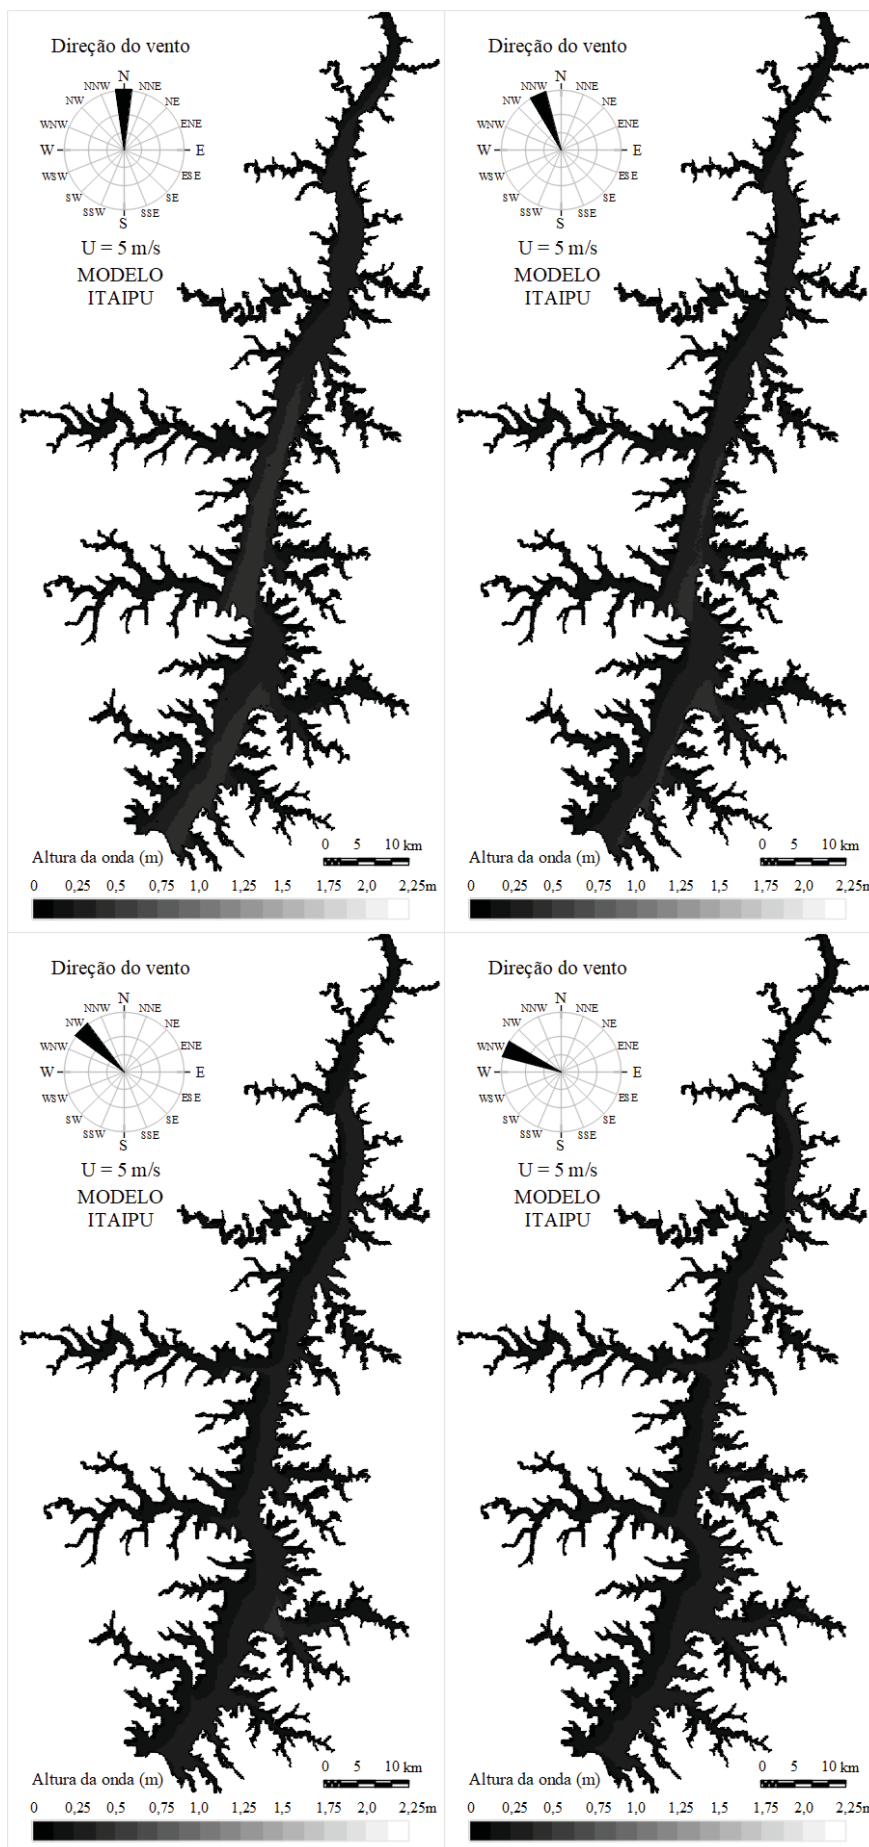 Direção do vento
N
NNW NNE
NW NE
WNW ENE
W E
WSW ESE
SW SE
SSW SSE
S
U = 5 m/s
MODELO
ITAIPU
0 5 10 km
Altura da onda (m)
0 0,25 0,5 0,75 1,0 1,25 1,5 1,75 2,0 2,25m
Direção do vento
N
NNW NNE
NW NE
WNW ENE
W E
WSW ESE
SW SE
SSW SSE
S
U = 5 m/s
MODELO
ITAIPU
0 5 10 km
Altura da onda (m)
0 0,25 0,5 0,75 1,0 1,25 1,5 1,75 2,0 2,25m
Direção do vento
N
NNW NNE
NW NE
WNW ENE
W E
WSW ESE
SW SE
SSW SSE
S
U = 5 m/s
MODELO
ITAIPU
0 5 10 km
Altura da onda (m)
0 0,25 0,5 0,75 1,0 1,25 1,5 1,75 2,0 2,25m
Direção do vento
N
NNW NNE
NW NE
WNW ENE
W E
WSW ESE
SW SE
SSW SSE
S
U = 5 m/s
MODELO
ITAIPU
0 5 10 km
Altura da onda (m)
0 0,25 0,5 0,75 1,0 1,25 1,5 1,75 2,0 2,25m